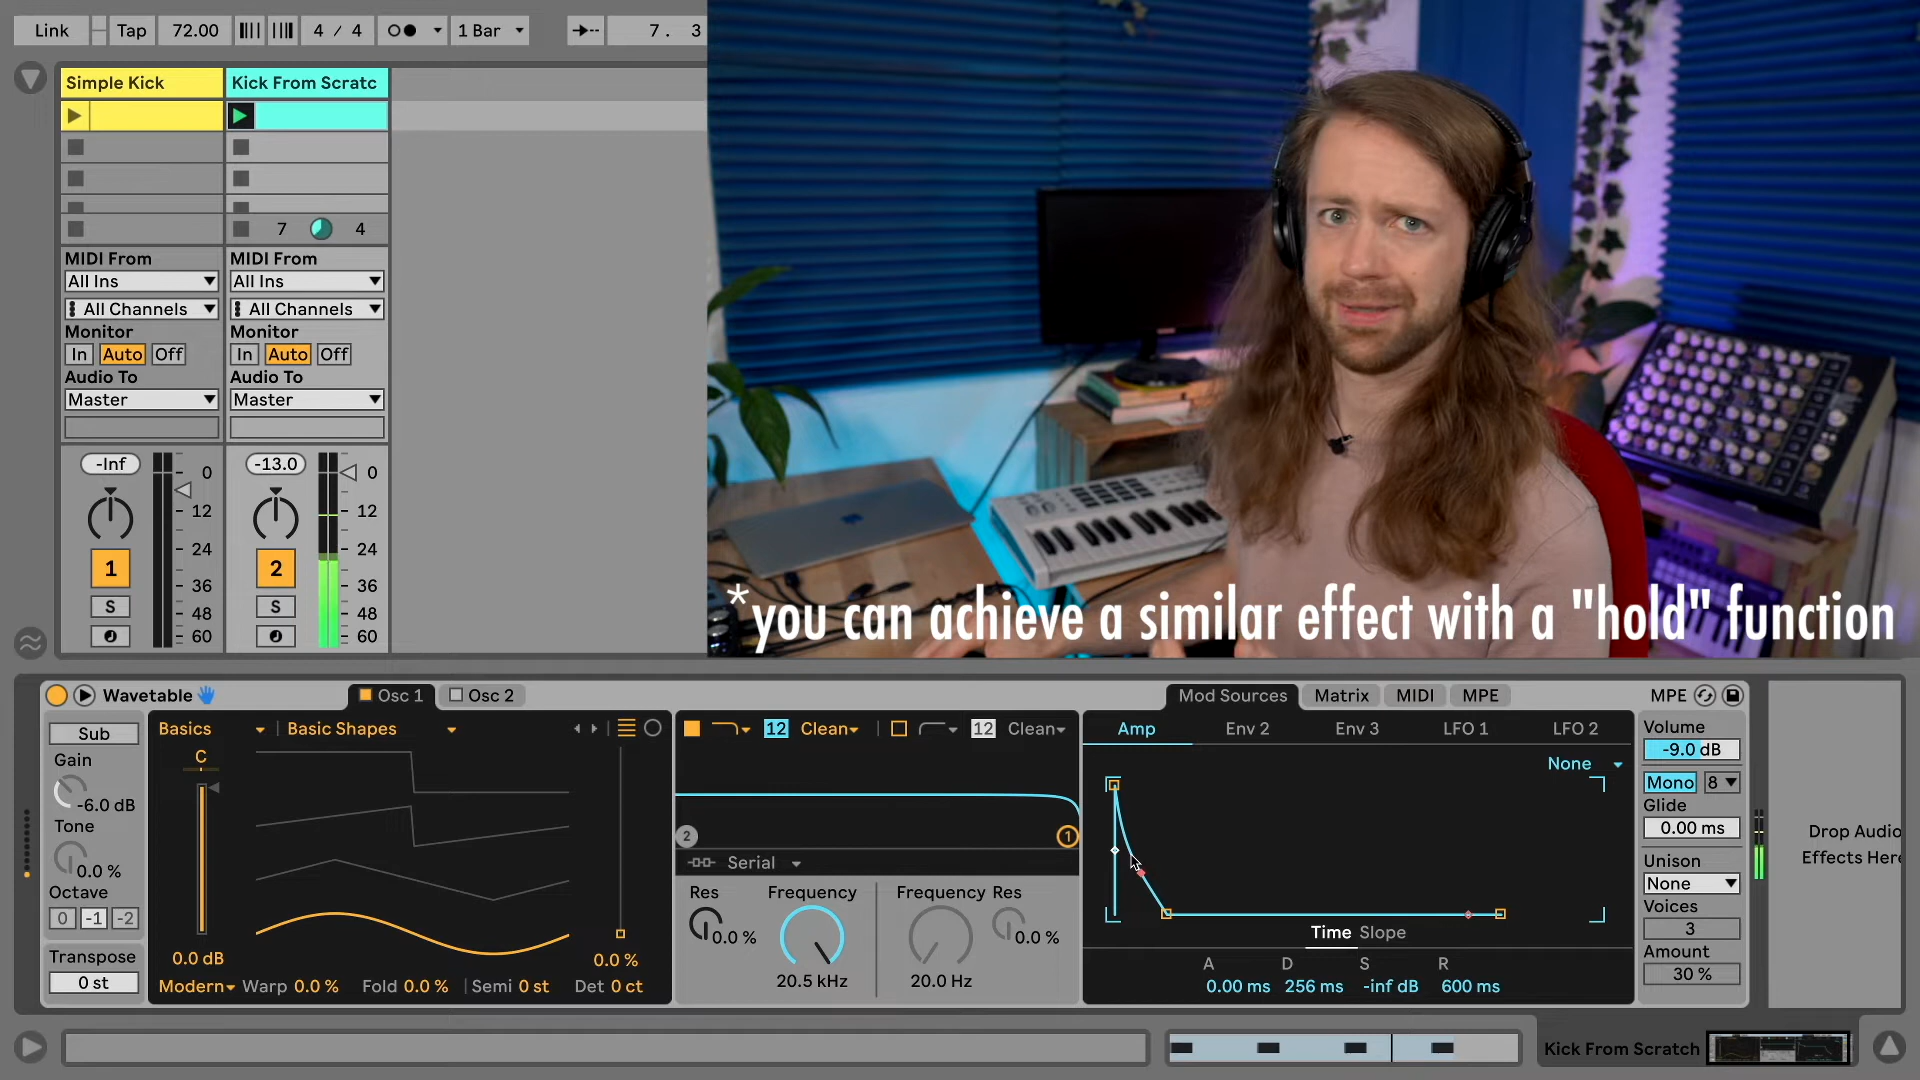 Link Tap 72.00 4 / 4 1 Bar 7. 3
Simple Kick Kick From Scratc
7 4
MIDI From MIDI From
All Ins All Ins
All Channels All Channels
Monitor Monitor
In Auto Off In Auto Off
Audio To Audio To
Master Master
-Inf 0 -13.0 0
12 12
24 24
1 2
36 36
S 48 S 48
60 60
*you can achieve a similar effect with a "hold" function
Wavetable Osc 1 Osc 2 Mod Sources Matrix MIDI MPE MPE
Sub Basics Basic Shapes 12 Clean 12 Clean Amp Env 2 Env 3 LFO 1 LFO 2 Volume
-9.0 dB
Gain C None
-6.0 dB Mono 8
Tone Glide
0.0 % 0.00 ms
2 1
Drop Audio
Effects Here
Serial Unison
None
Octave Res Frequency Frequency Res
0 -1 -2
Voices
3
0.0 % 0.0 %
Time Slope
Transpose 0.0 dB 0.0 % Amount
0 st 20.5 kHz 20.0 Hz A D S R 30 %
Modern Warp 0.0 % Fold 0.0 % Semi 0 st Det 0 ct 0.00 ms 256 ms -inf dB 600 ms
Kick From Scratch